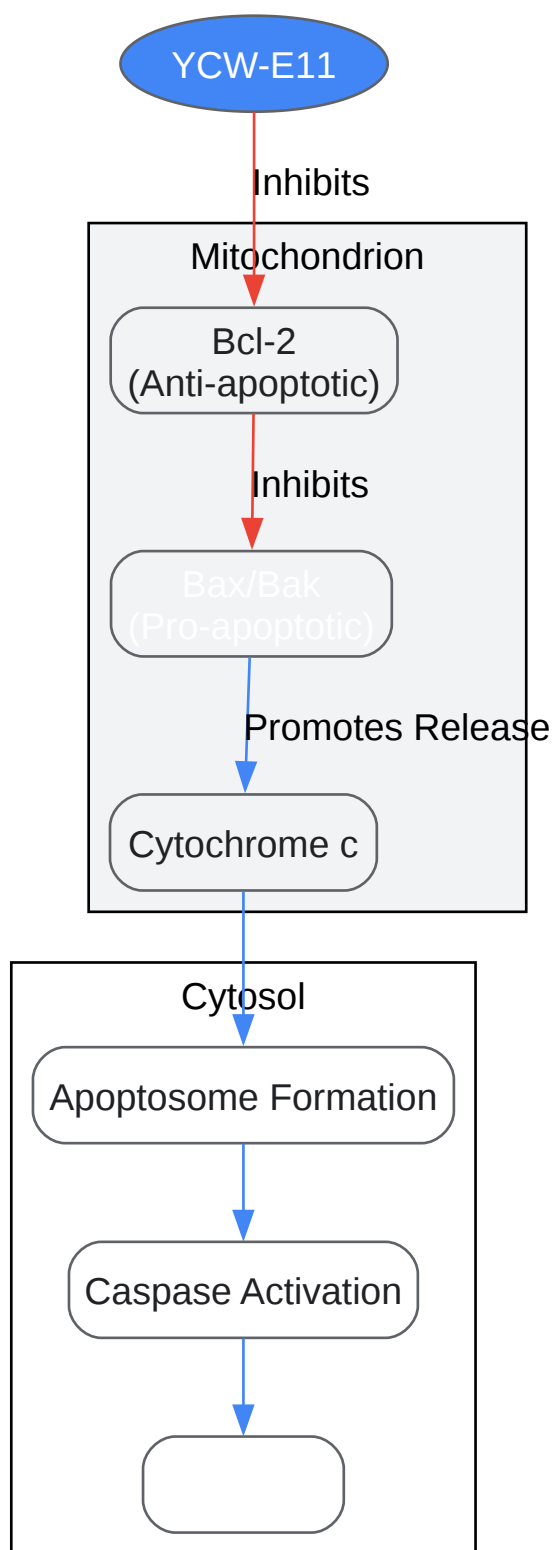 YCW-E11
Inhibits
Mitochondrion
Bcl-2
(Anti-apoptotic)
Inhibits
Bax/Bak
(Pro-apoptotic)
Promotes Release
Cytochrome c
Cytosol
Apoptosome Formation
Caspase Activation